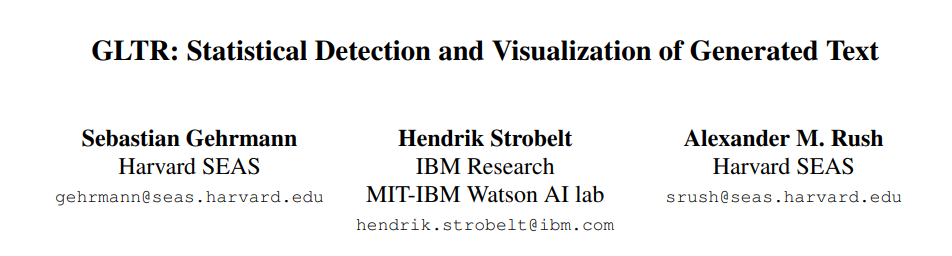 GLTR: Statistical Detection and Visualization of Generated Text
Sebastian Gehrmann
Harvard SEAS
gehrmann@seas.harvard.edu
Hendrik Strobelt
IBM Research
MIT-IBM Watson AI lab
hendrik.strobelt@ibm.com
Alexander M. Rush
Harvard SEAS
srush@seas.harvard.edu